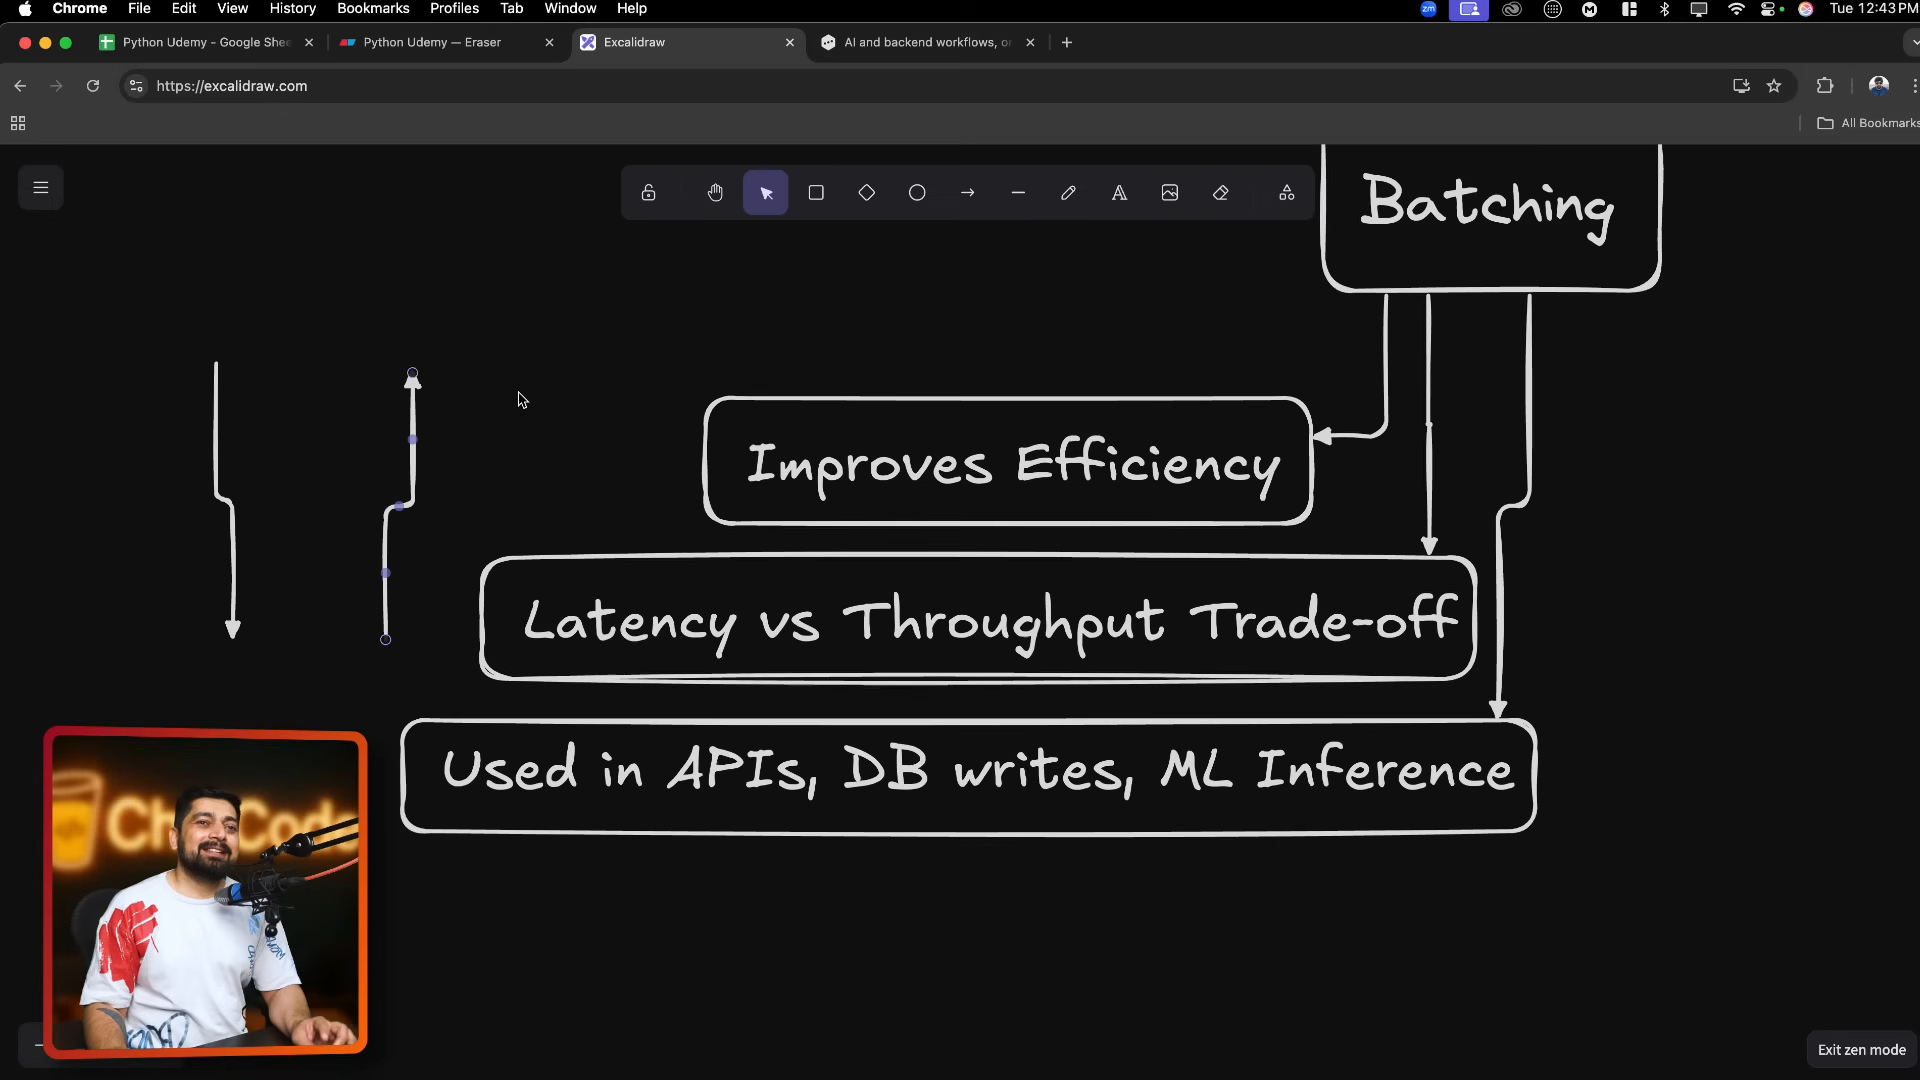 Chrome File Edit View History Bookmarks Profiles Tab Window Help
zm
Tue 12:43 PM
Python Udemy - Google Shee
Python Udemy — Eraser
Excalidraw
AI and backend workflows, or
https://excalidraw.com
All Bookmarks
Batching
Improves Efficiency
Latency vs Throughput Trade-off
Used in APIs, DB writes, ML Inference
Exit zen mode